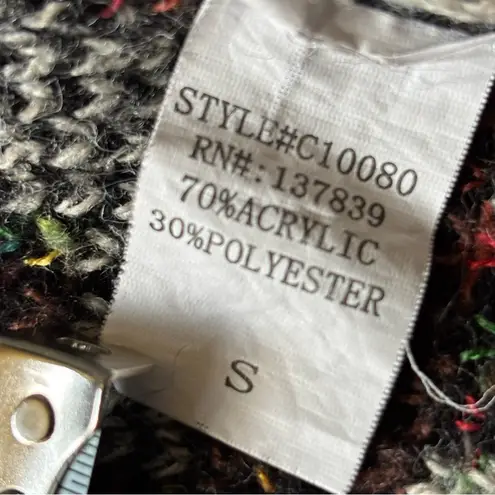 STYLE#C10080
RN#:137839
70%ACRYLIC
30%POLYESTER
S